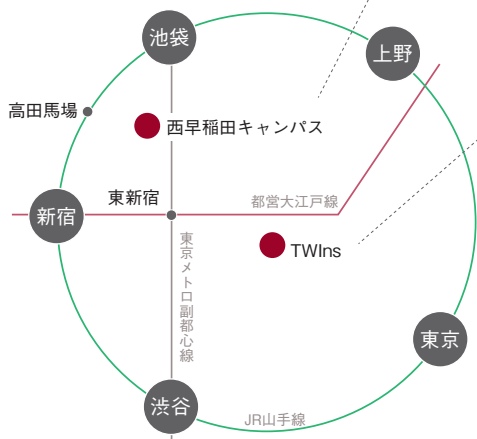 池袋
上野
高田馬場
西早稲田キャンパス
東新宿
都営大江戸線
新宿
東京メトロ副都心線
TWIns
東京
渋谷
JR山手線